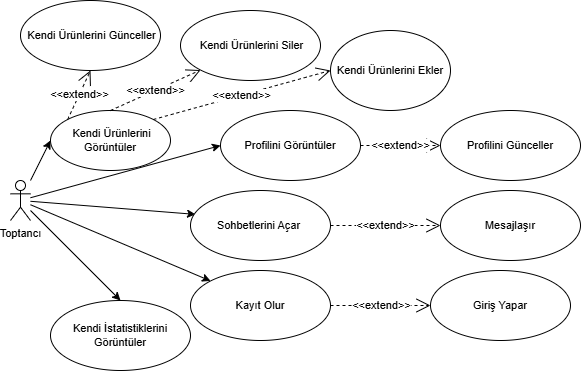 Kendi Ürünlerini Günceller
Kendi Ürünlerini Siler
Kendi Ürünlerini Ekler
<<extend>>
<<extend>>
<<extend>>
Kendi Ürünlerini
Görüntüler
Profilini Görüntüler
<<extend>>
Profilini Günceller
Toptancı
Sohbetlerini Açar
<<extend>>
Mesajlaşır
Kayıt Olur
<<extend>>
Giriş Yapar
Kendi İstatistiklerini
Görüntüler